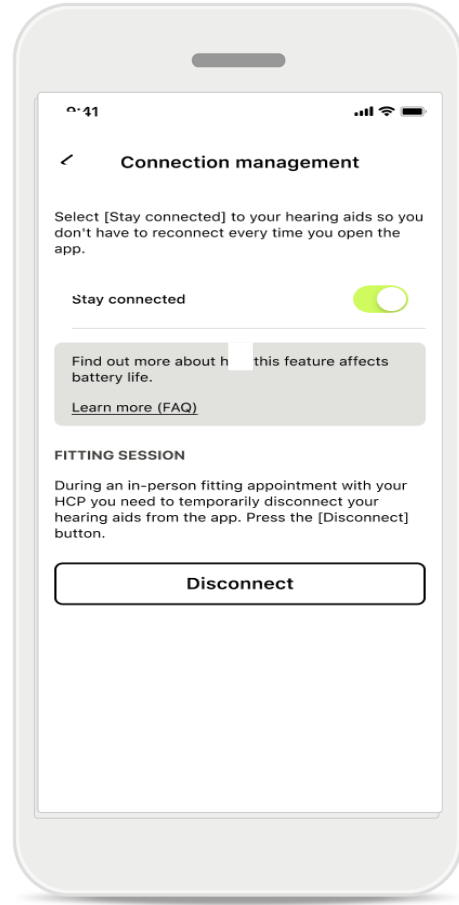 Connection management
Select [Stay connected] to your hearing aids so you
don't have to reconnect every time you open the
app.
Stay connected
Find out more about this feature affects
battery life.
Learn more (FAQ)
FITTING SESSION
During an in-person fitting appointment with your
HCP you need to temporarily disconnect your
hearing aids from the app. Press the [Disconnect]
button.
Disconnect